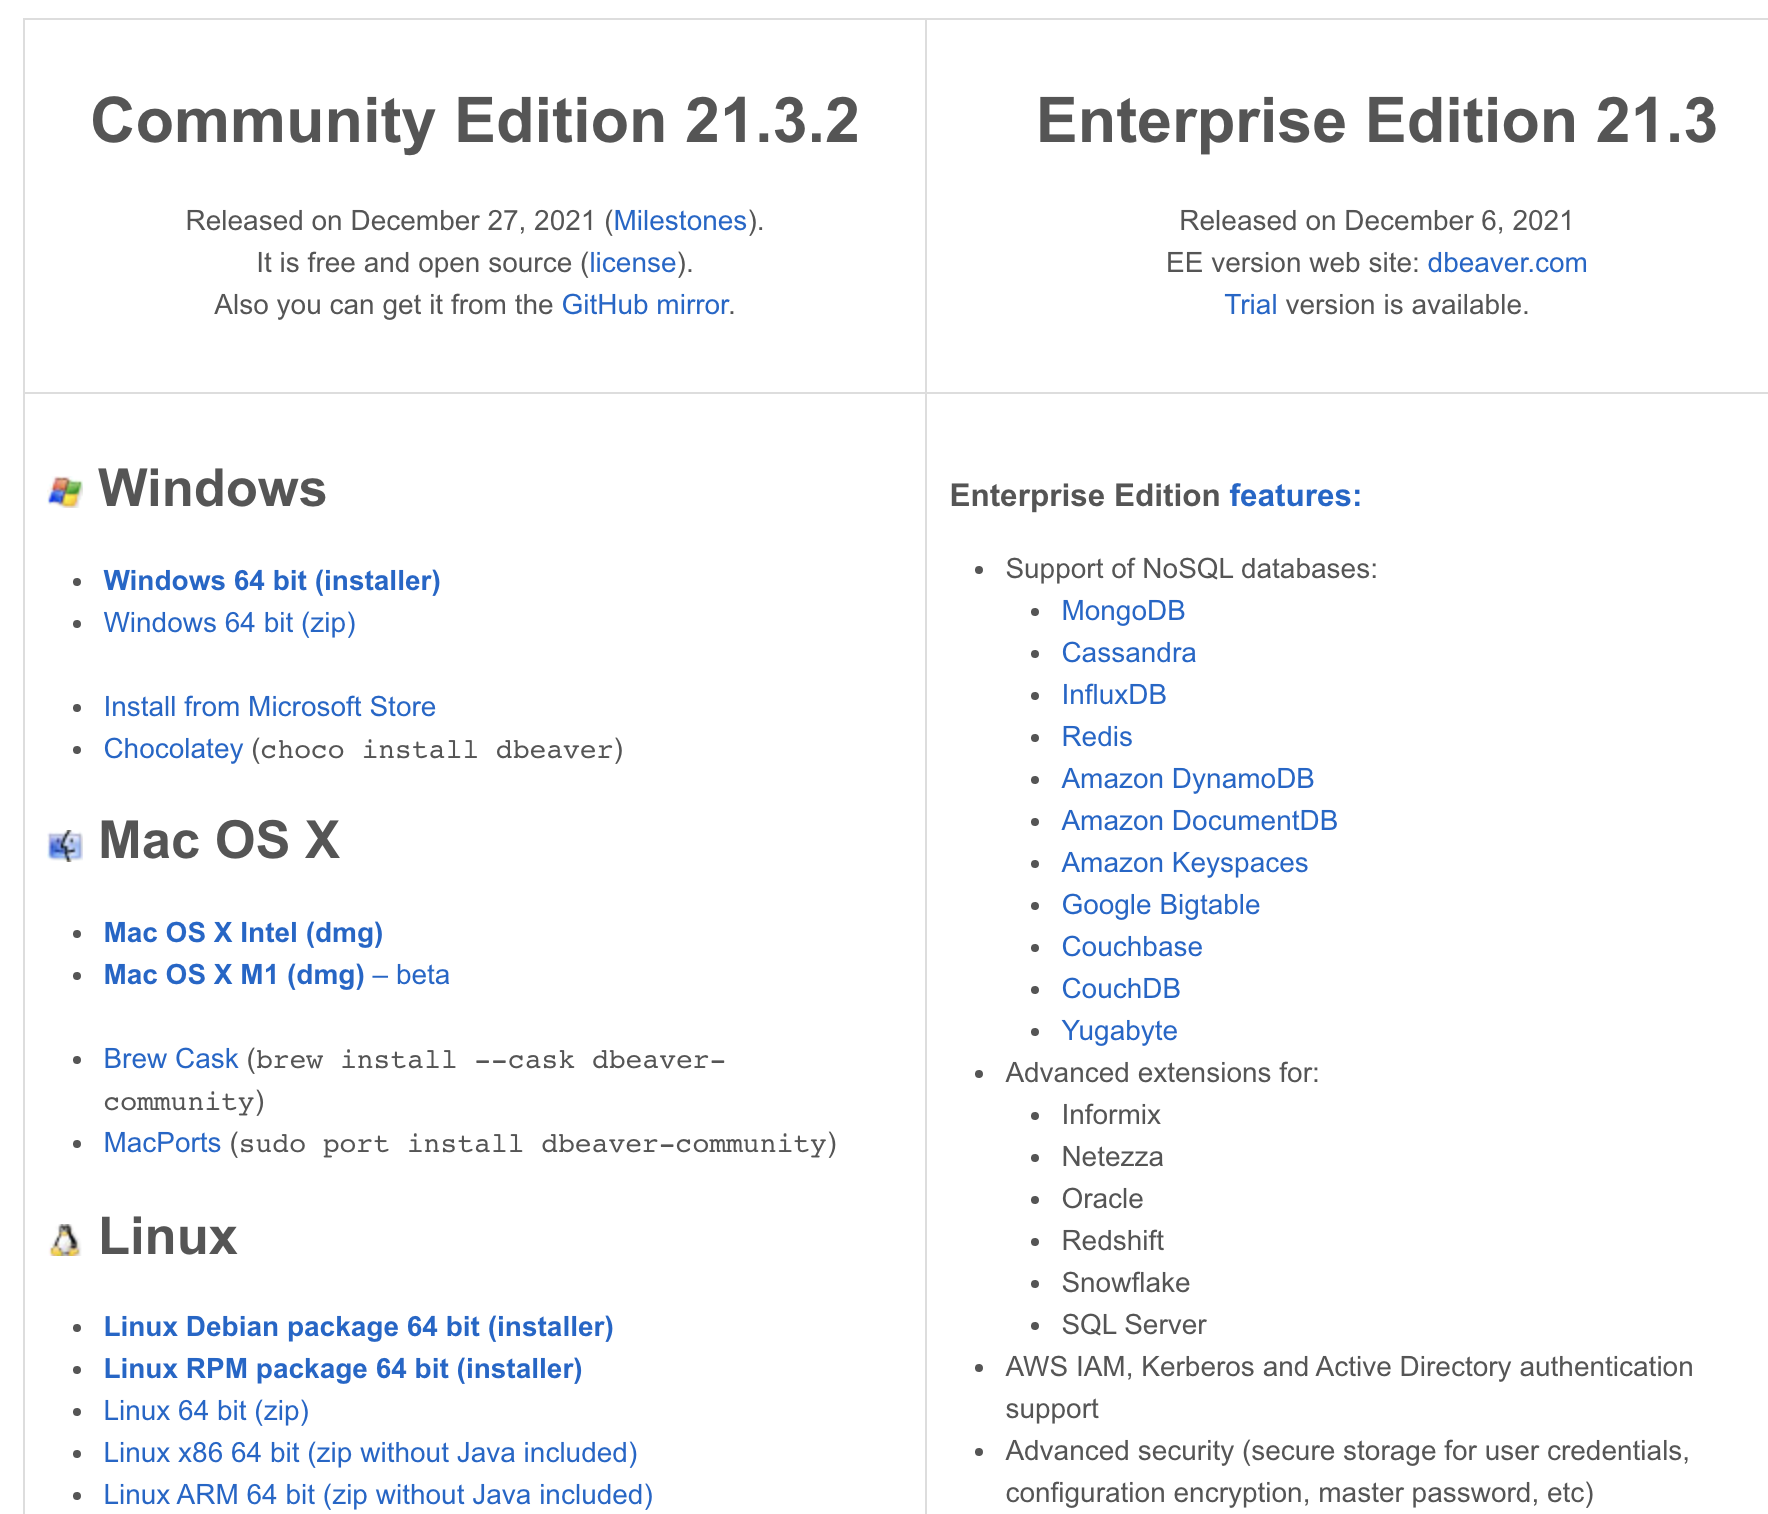 Community Edition 21.3.2
Released on December 27, 2021 (Milestones).
It is free and open source (license).
Also you can get it from the GitHub mirror.
Enterprise Edition 21.3
Released on December 6, 2021
EE version web site: dbeaver.com
Trial version is available.
Windows
Windows 64 bit (installer)
Windows 64 bit (zip)
Install from Microsoft Store
Chocolatey (choco install dbeaver)
Mac OS X
Mac OS X Intel (dmg)
Mac OS X M1 (dmg) – beta
Brew Cask (brew install --cask dbeaver-
community)
MacPorts (sudo port install dbeaver-community)
Linux
Linux Debian package 64 bit (installer)
Linux RPM package 64 bit (installer)
Linux 64 bit (zip)
Linux x86 64 bit (zip without Java included)
Linux ARM 64 bit (zip without Java included)
Enterprise Edition features:
Support of NoSQL databases:
MongoDB
Cassandra
InfluxDB
Redis
Amazon DynamoDB
Amazon DocumentDB
Amazon Keyspaces
Google Bigtable
Couchbase
CouchDB
Yugabyte
Advanced extensions for:
Informix
Netezza
Oracle
Redshift
Snowflake
SQL Server
AWS IAM, Kerberos and Active Directory authentication
support
Advanced security (secure storage for user credentials,
configuration encryption, master password, etc)